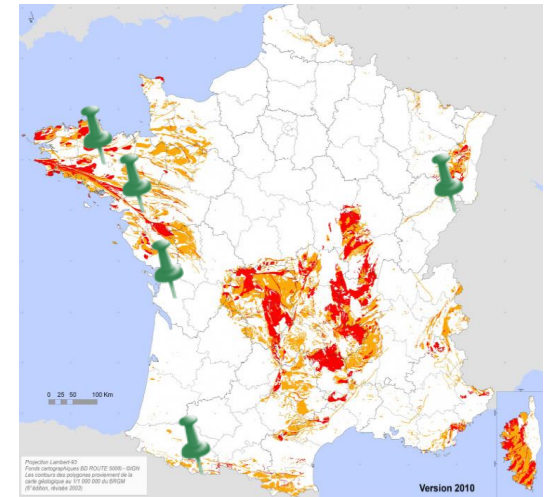 0 25 50 100 Km
Projection Lambert 93
Fonds cartographiques BD ROUTE 500® - ©IGN
Les contours des polygones proviennent de la
carte géologique au 1/1 000 000 du BRGM
(6° édition, révisée 2003)
Version 2010